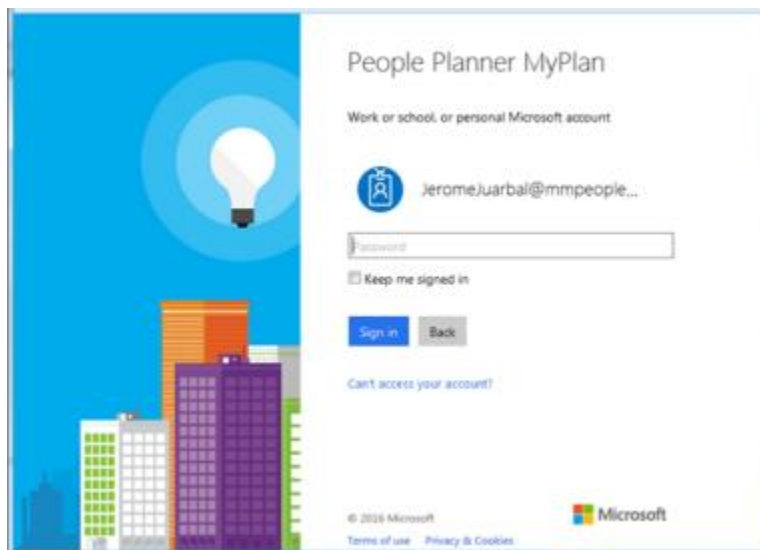 People Planner MyPlan
Work or school, or personal Microsoft account
JeromeJuarbal@mmpeople...
Password
Keep me signed in
Sign in Back
Can't access your account?
© 2016 Microsoft Microsoft
Terms of use Privacy & Cookies